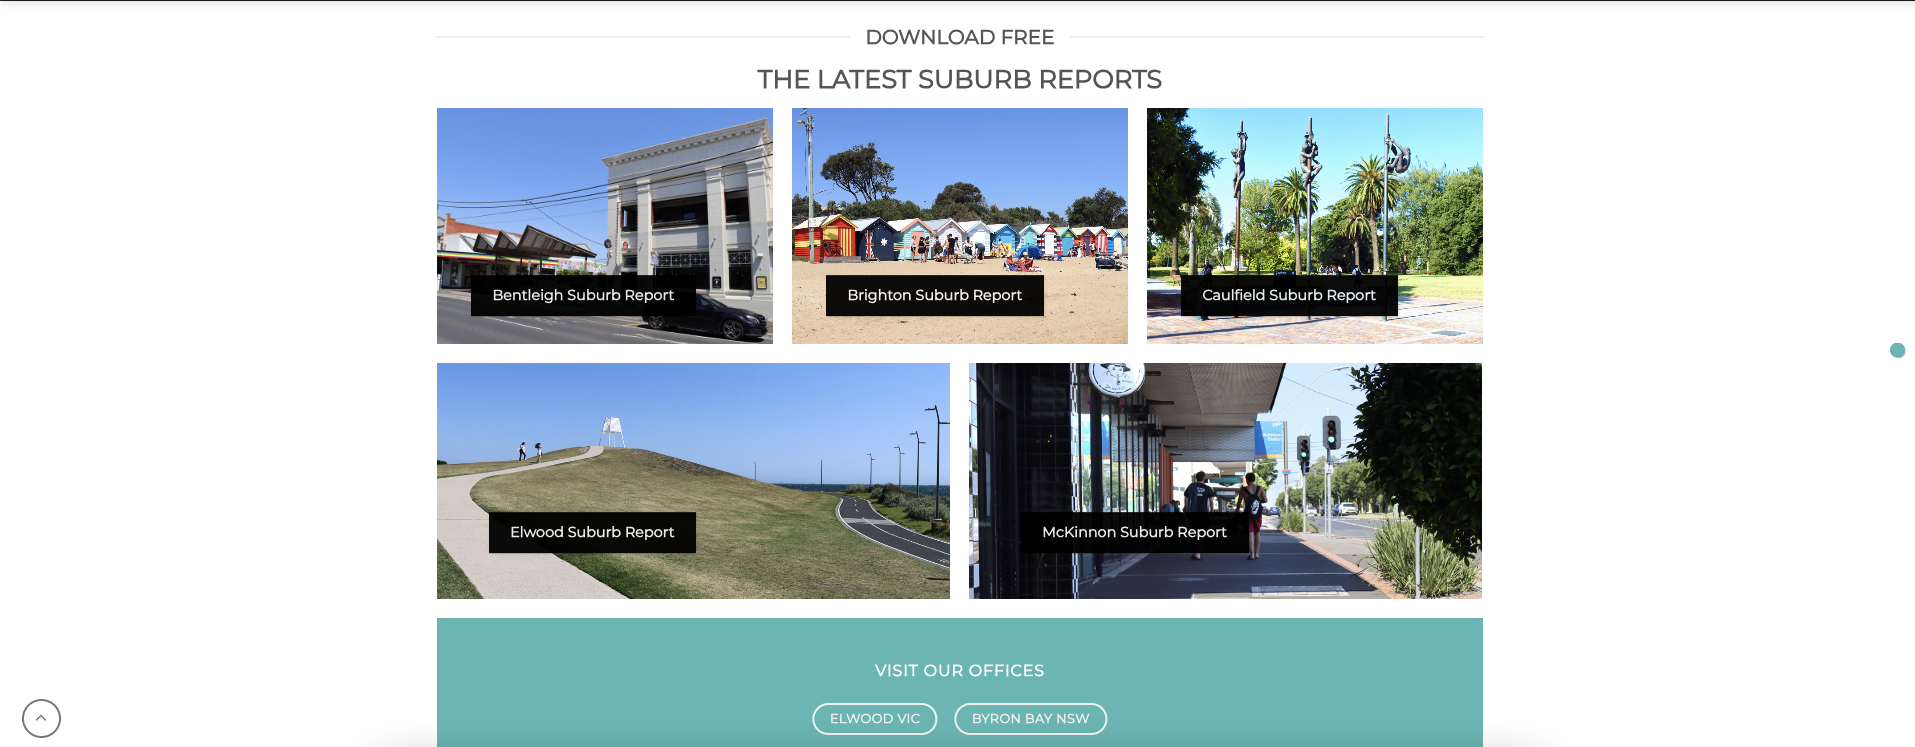 DOWNLOAD FREE
THE LATEST SUBURB REPORTS
Bentleigh Suburb Report
Brighton Suburb Report
Caulfield Suburb Report
Elwood Suburb Report
McKinnon Suburb Report
VISIT OUR OFFICES
ELWOOD VIC
BYRON BAY NSW